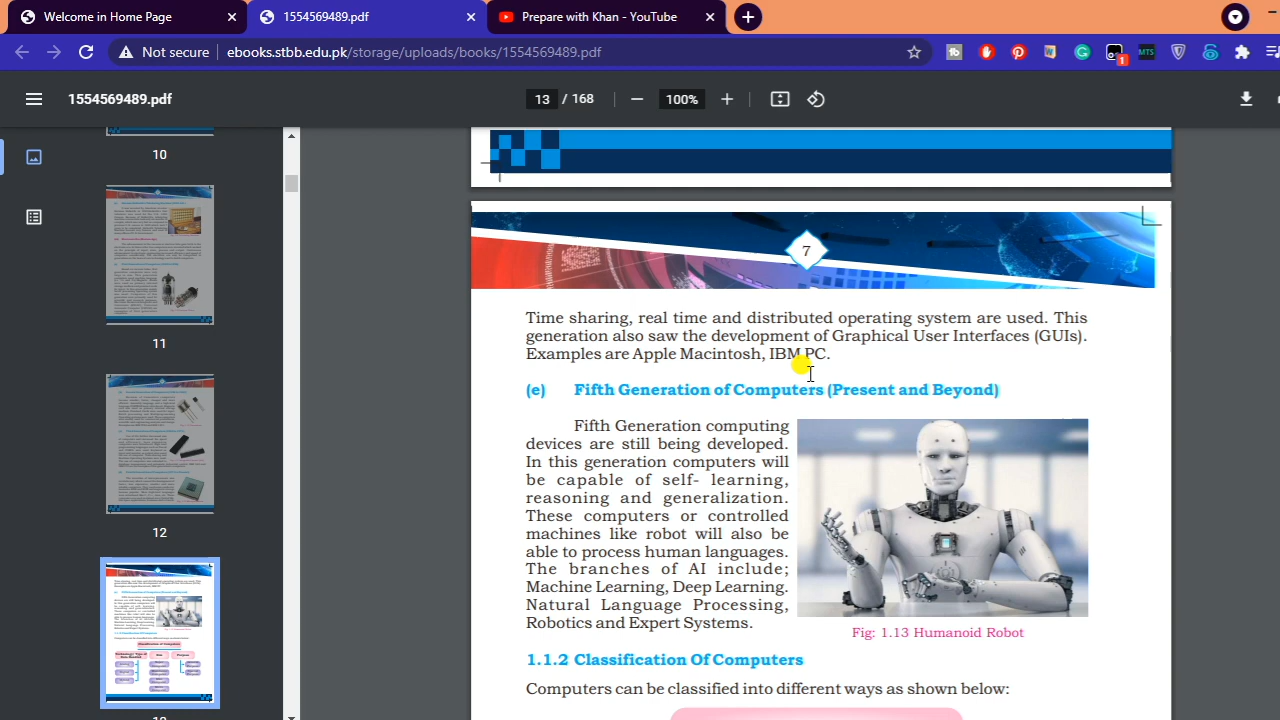 Welcome in Home Page
1554569489.pdf
Prepare with Khan - YouTube
Not secure
ebooks.stbb.edu.pk/storage/uploads/books/1554569489.pdf
1
1554569489.pdf
13 / 168
100%
10
11
12
7
Time sharing, real time and distributed operating system are used. This
generation also saw the development of Graphical User Interfaces (GUIs).
Examples are Apple Macintosh, IBM PC.
(e) Fifth Generation of Computers (Present and Beyond)
Fifth Generation computing
devices are still being developed.
In this generation computers will
be capable of self- learning,
reasoning and generalization.
These computers or controlled
machines like robot will also be
able to process human languages.
The branches of AI include;
Machine Learning, Deep Learning.
Natural Language Processing,
Robotics and Expert Systems.
Fig: 1.13 Humanoid Robot
1.1.2 Classification Of Computers
Computers can be classified into different ways as shown below: